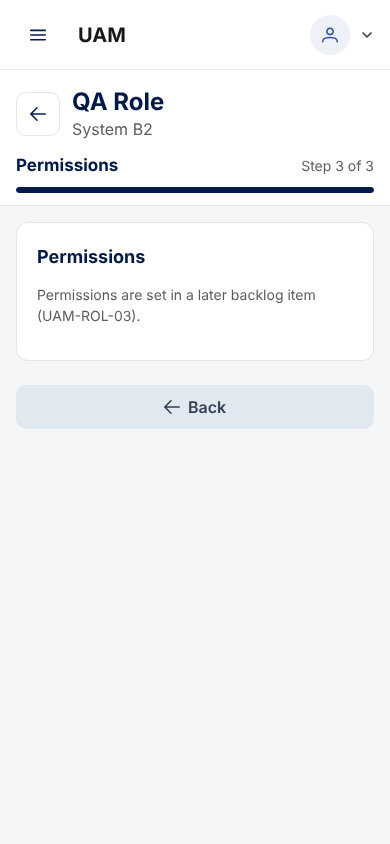 UAM
QA Role
System B2
Permissions
Step 3 of 3
Permissions
Permissions are set in a later backlog item
(UAM-ROL-03).
Back